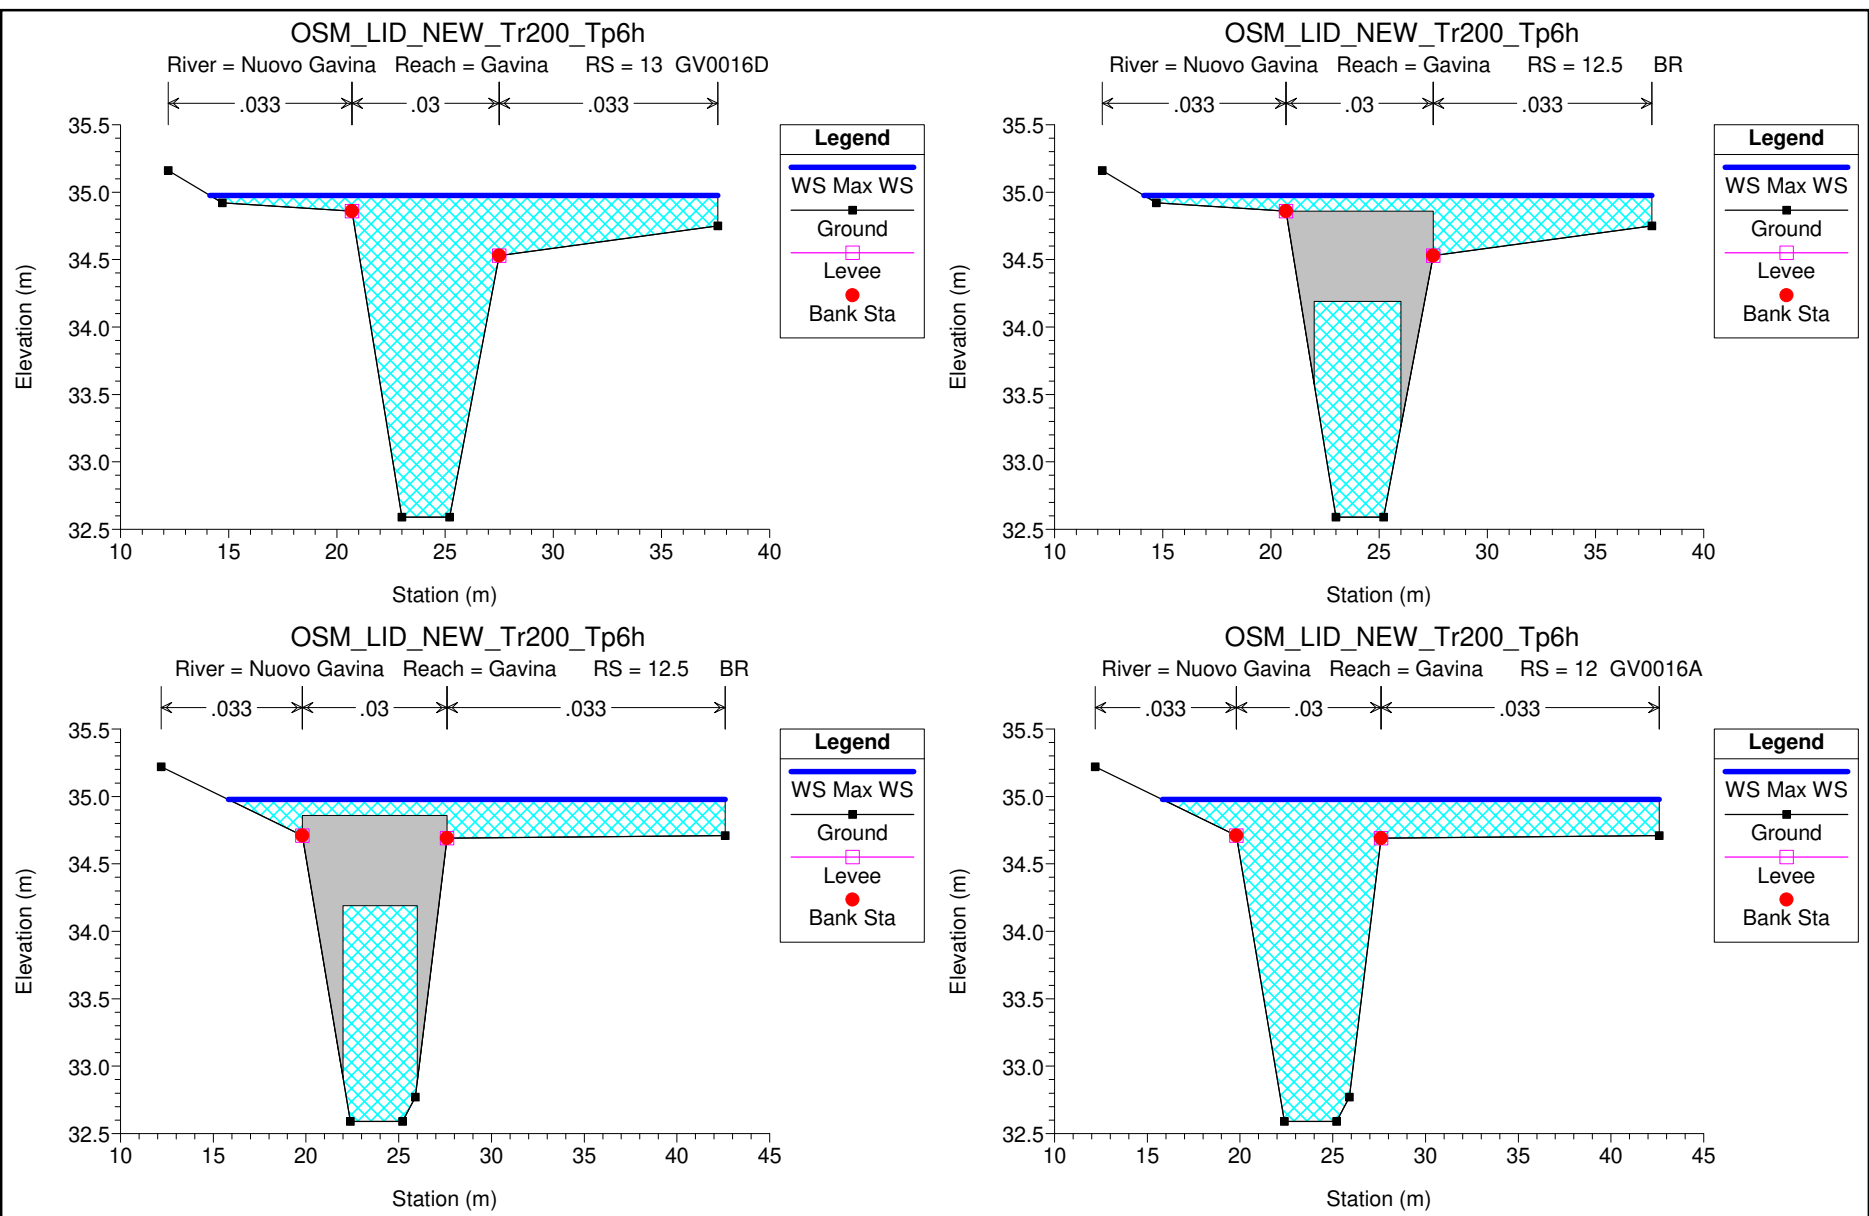 OSM_LID_NEW_Tr200_Tp6h
River = Nuovo Gavina Reach = Gavina RS = 13 GV0016D
.033 .03 .033
35.5
35.0
34.5
34.0
33.5
33.0
32.5
Elevation (m)
10 15 20 25 30 35 40
Station (m)
Legend
WS Max WS
Ground
Levee
Bank Sta
OSM_LID_NEW_Tr200_Tp6h
River = Nuovo Gavina Reach = Gavina RS = 12.5 BR
.033 .03 .033
35.5
35.0
34.5
34.0
33.5
33.0
32.5
Elevation (m)
10 15 20 25 30 35 40
Station (m)
Legend
WS Max WS
Ground
Levee
Bank Sta
OSM_LID_NEW_Tr200_Tp6h
River = Nuovo Gavina Reach = Gavina RS = 12.5 BR
.033 .03 .033
35.5
35.0
34.5
34.0
33.5
33.0
32.5
Elevation (m)
10 15 20 25 30 35 40 45
Station (m)
Legend
WS Max WS
Ground
Levee
Bank Sta
OSM_LID_NEW_Tr200_Tp6h
River = Nuovo Gavina Reach = Gavina RS = 12 GV0016A
.033 .03 .033
35.5
35.0
34.5
34.0
33.5
33.0
32.5
Elevation (m)
10 15 20 25 30 35 40 45
Station (m)
Legend
WS Max WS
Ground
Levee
Bank Sta